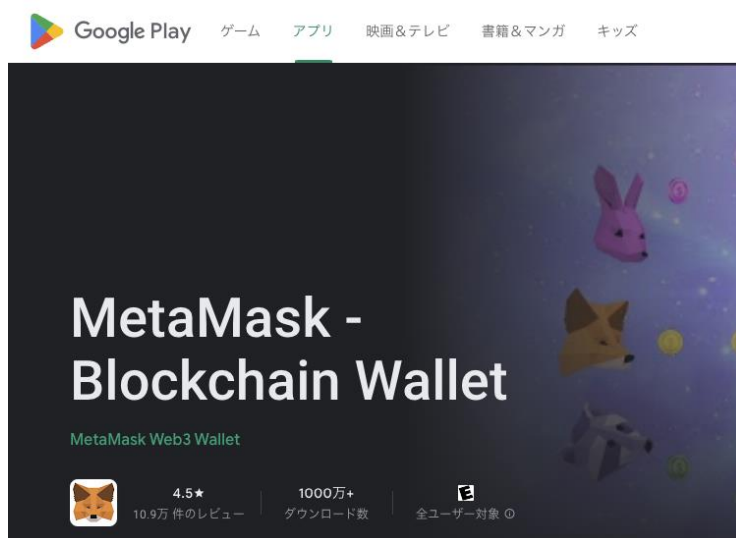 Google Play ゲーム アプリ 映画&テレビ 書籍&マンガ キッズ
MetaMask -
Blockchain Wallet
MetaMask Web3 Wallet
4.5★ 1000万+ E
10.9万 件のレビュー ダウンロード数 全ユーザー対象